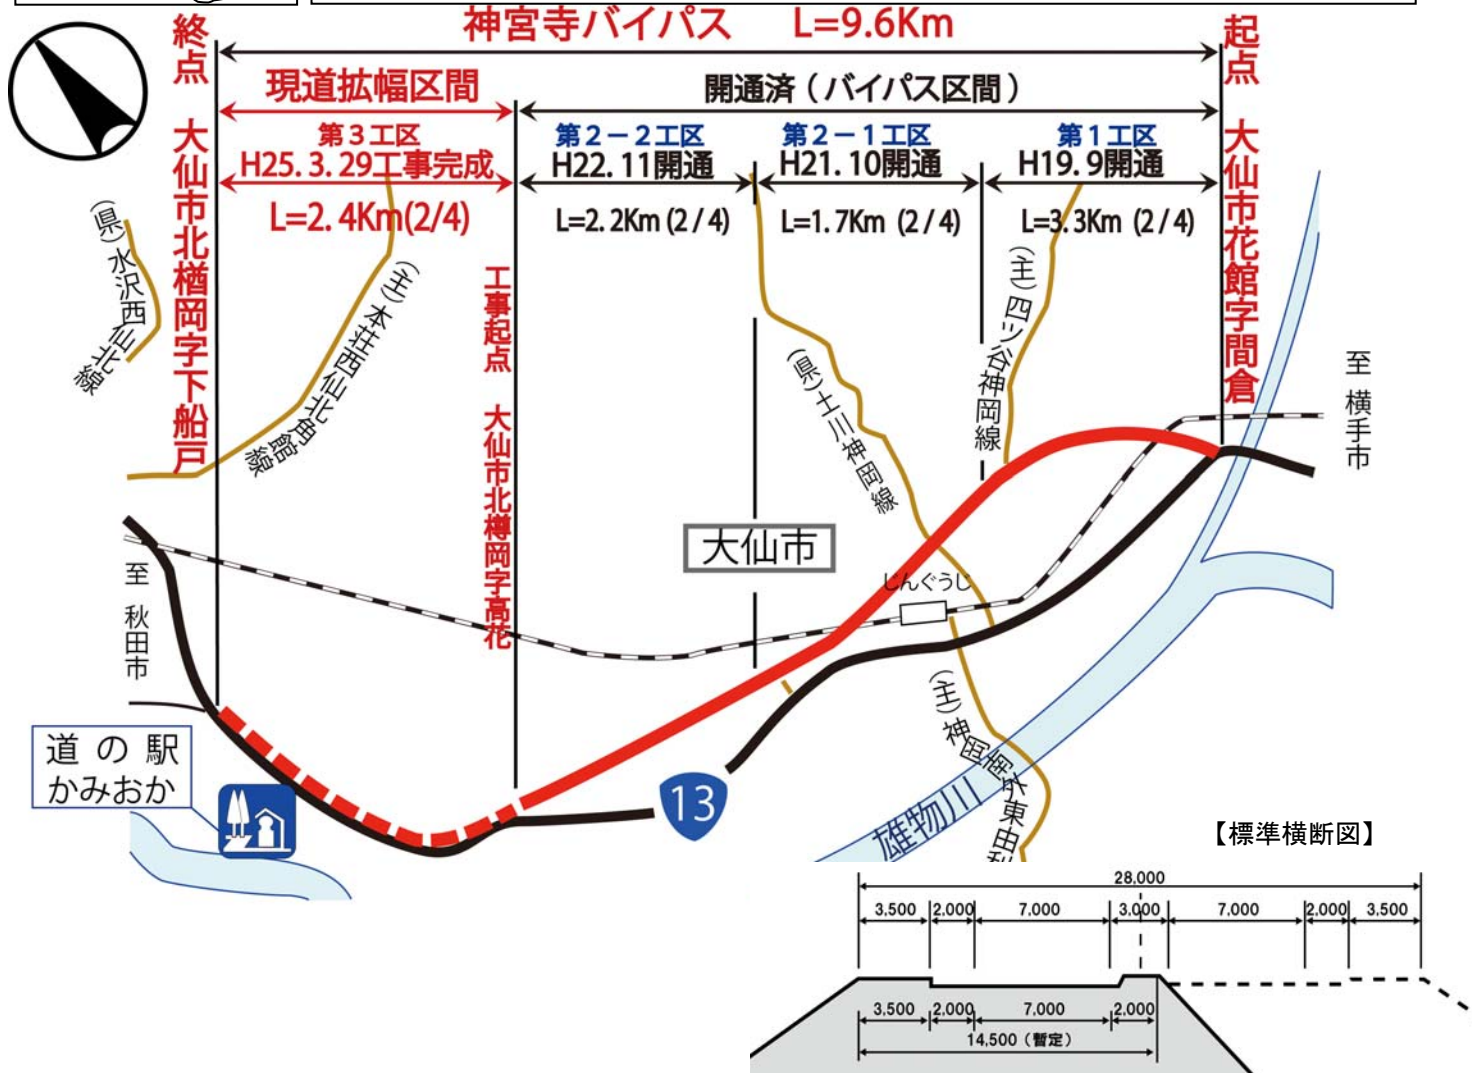 神宮寺バイパス L=9.6Km
終点 大仙市北楢岡字下船戸
起点 大仙市花館字間倉
現道拡幅区間
開通済(バイパス区間)
第3工区
H25.3.29工事完成
L=2.4Km(2/4)
第2-2工区
H22.11開通
L=2.2Km(2/4)
第2-1工区
H21.10開通
L=1.7Km (2/4)
第1工区
H19.9開通
L=3.3Km (2/4)
(県)水沢西仙北線
(主)本荘西仙北角館線
工事起点 大仙市北樽岡字高花
(県)土川神岡線
(主)四ツ谷神岡線
至 横手市
大仙市
じんぐうじ
至 秋田市
道の駅
かみおか
13
(主)神岡南外東由利
雄物川
【標準横断図】
28,000
3,500 2,000 7,000 3,000 7,000 2,000 3,500
3,500 2,000 7,000 2,000
14,500(暫定)